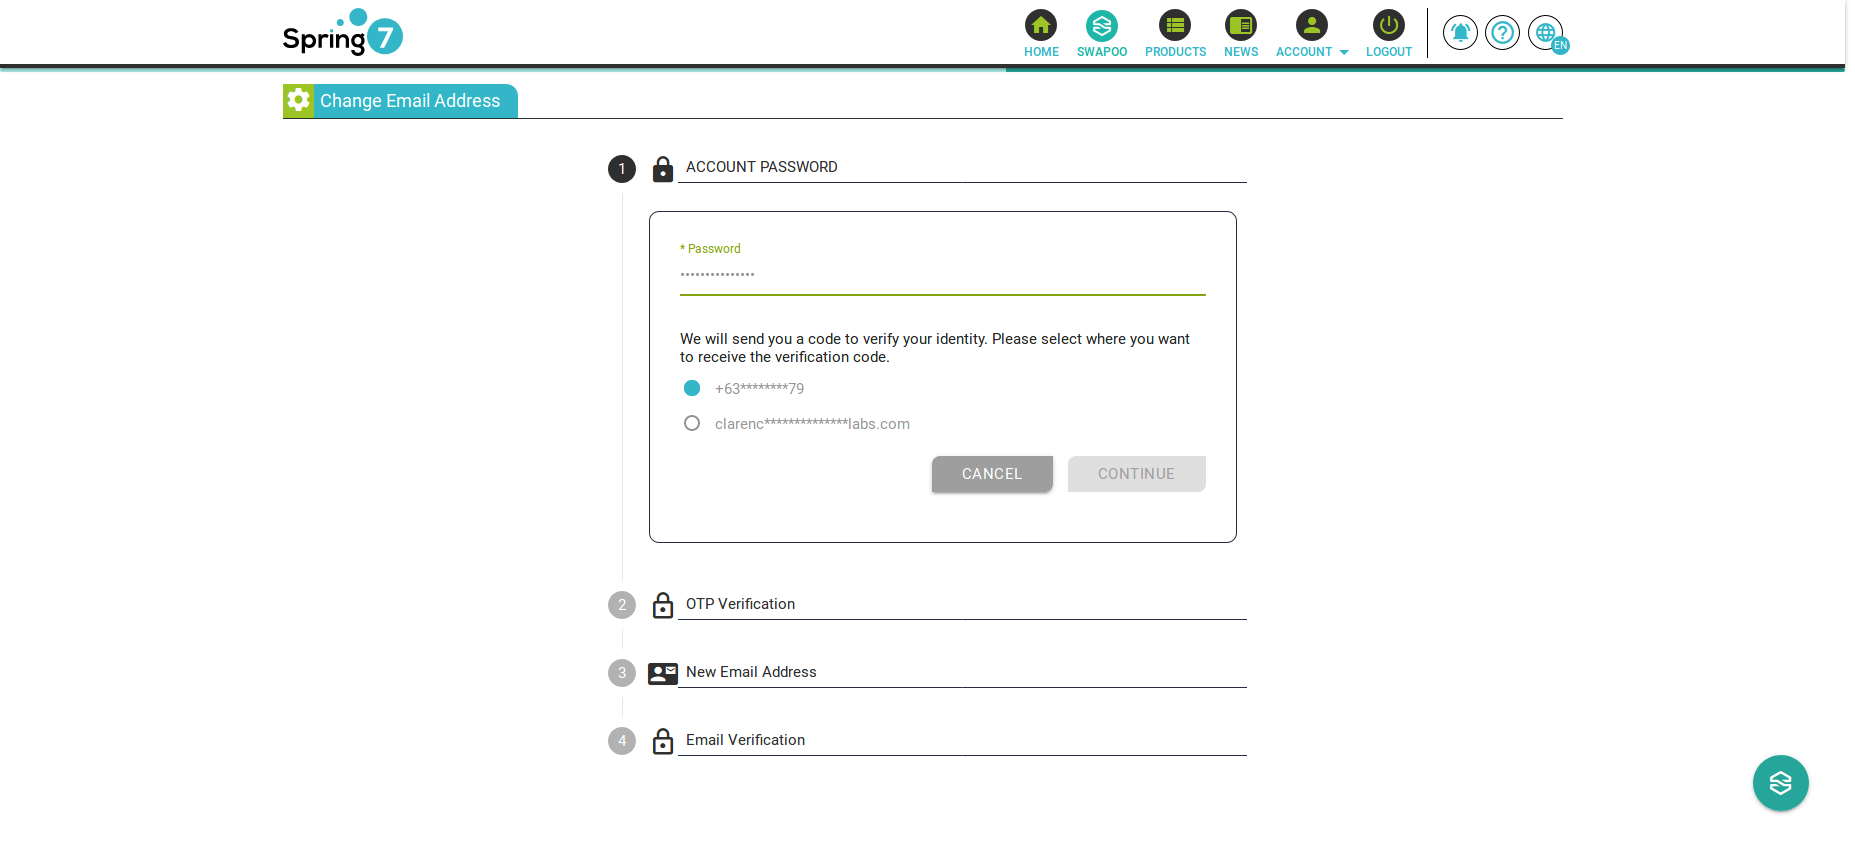 Spring7
HOME SWAPOO PRODUCTS NEWS ACCOUNT LOGOUT EN
Change Email Address
1 ACCOUNT PASSWORD
* Password
•••••••••••••••
We will send you a code to verify your identity. Please select where you want
to receive the verification code.
+63********79
clarenc**************labs.com
CANCEL CONTINUE
2 OTP Verification
3 New Email Address
4 Email Verification